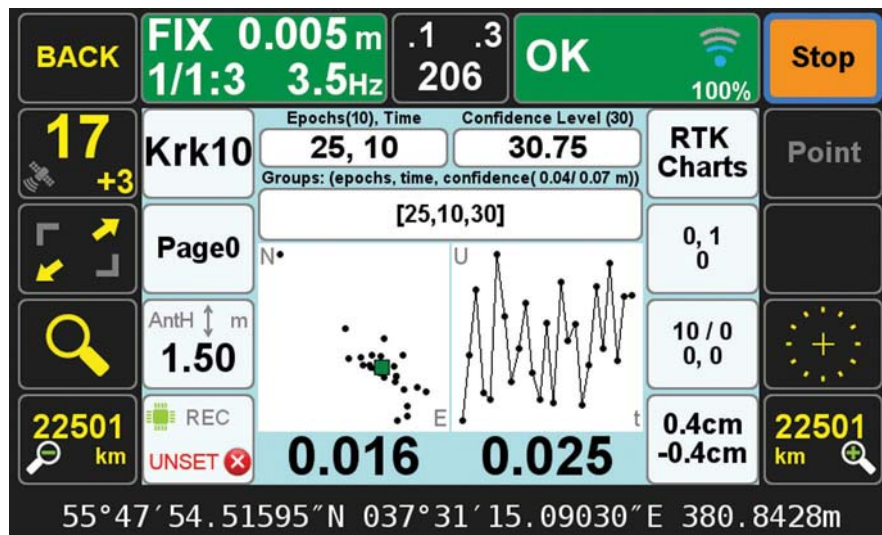 BACK
FIX 0.005 m
1/1:3 3.5Hz
.1 .3
206
OK
100%
Stop
17
+3
Krk10
Epochs(10), Time
25, 10
Confidence Level (30)
30.75
Groups: (epochs, time, confidence( 0.04/ 0.07 m))
[25,10,30]
RTK
Charts
Point
Page0
N
E
U
t
0, 1
0
AntH m
1.50
10 / 0
0, 0
22501
km
REC
UNSET
0.016
0.025
0.4cm
-0.4cm
22501
km
55°47′54.51595″N 037°31′15.09030″E 380.8428m